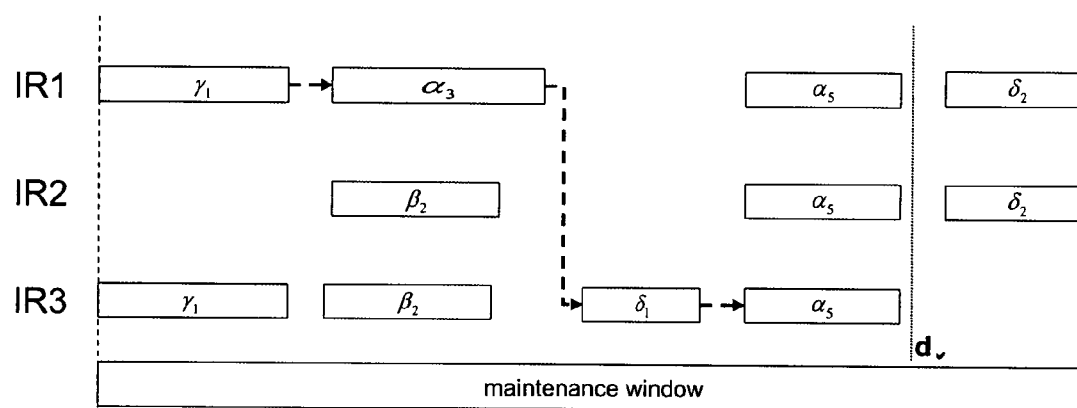 IR1 γ₁ α₃ α₅ δ₂
IR2 β₂ α₅ δ₂
IR3 γ₁ β₂ δ₁ α₅
d
maintenance window